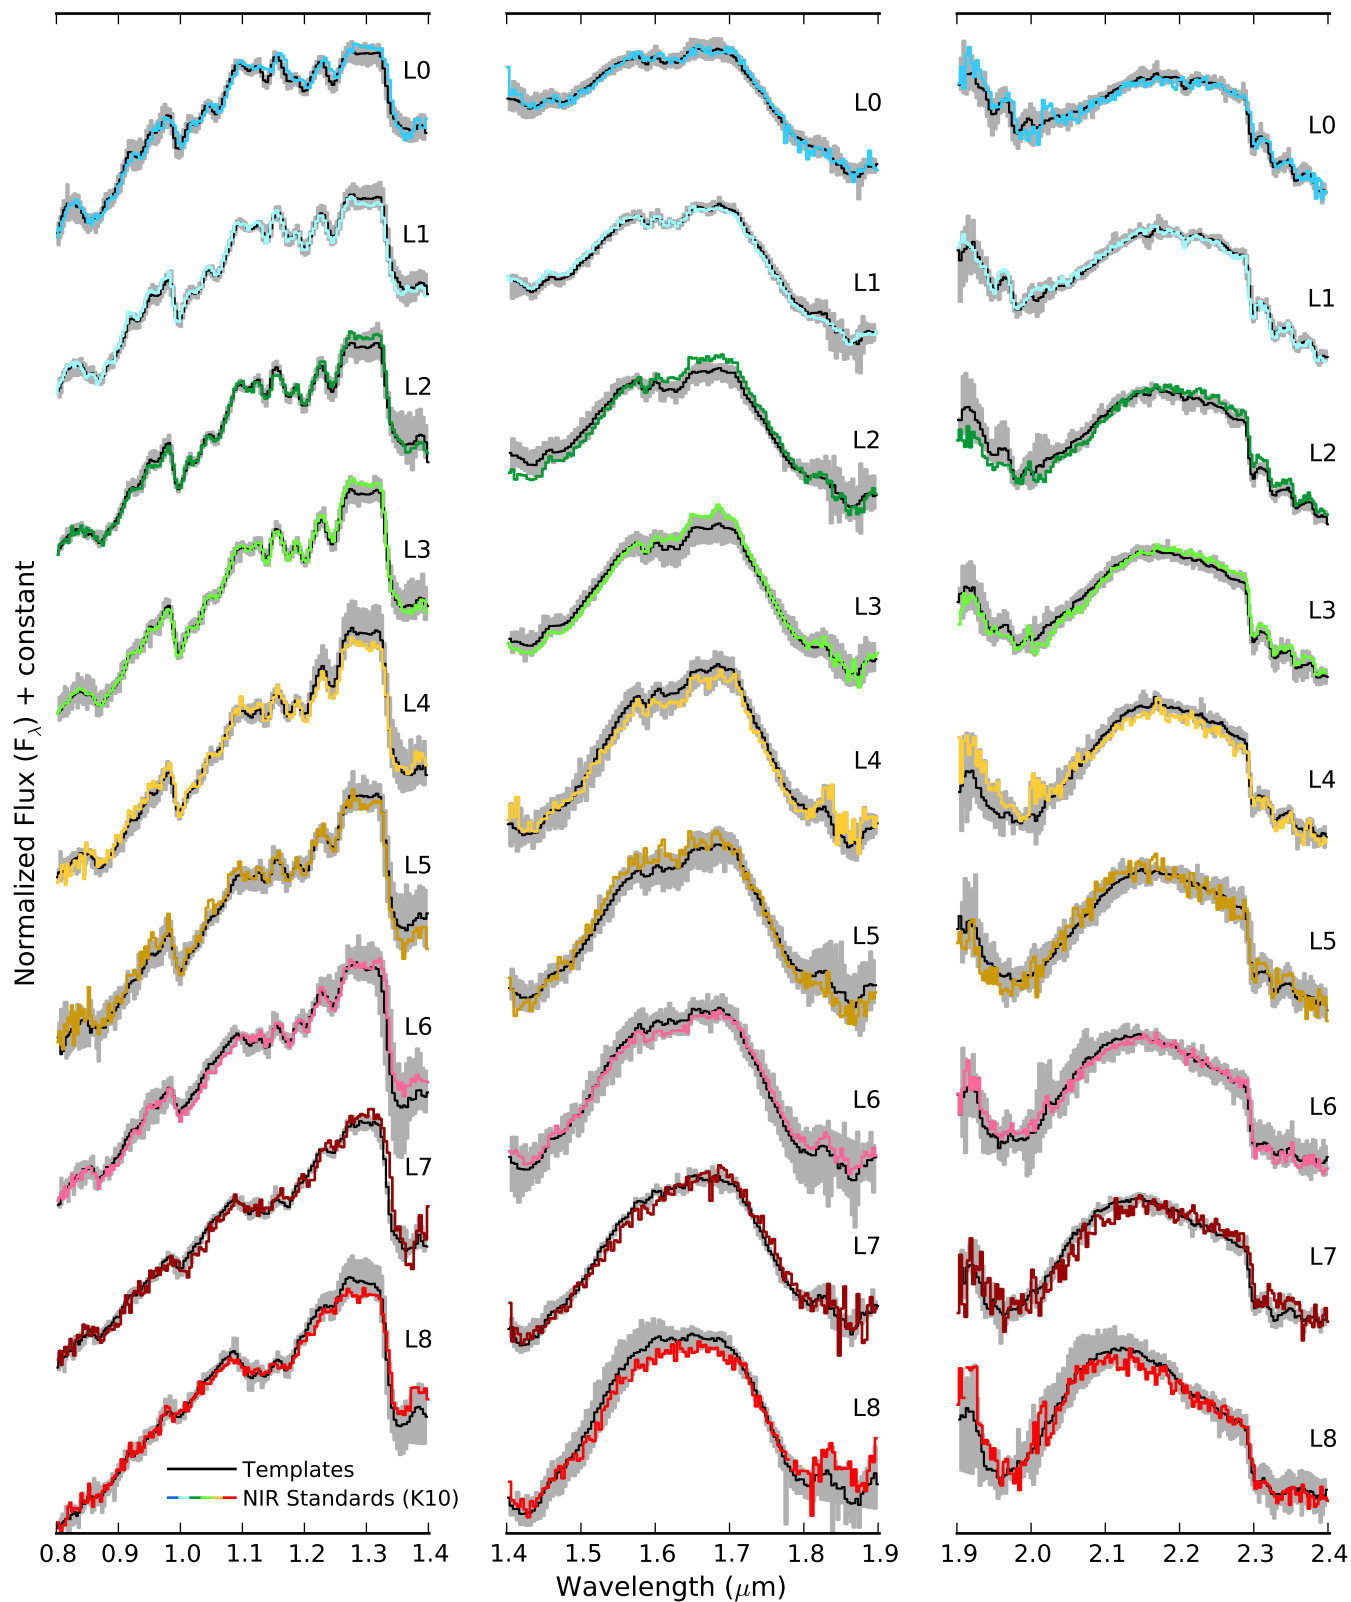 L0
L1
L2
L3
L4
L5
L6
L7
L8
L0
L1
L2
L3
L4
L5
L6
L7
L8
L0
L1
L2
L3
L4
L5
L6
L7
L8
Normalized Flux (Fλ) + constant
Templates
NIR Standards (K10)
0.8 0.9 1.0 1.1 1.2 1.3 1.4
1.4 1.5 1.6 1.7 1.8 1.9
1.9 2.0 2.1 2.2 2.3 2.4
Wavelength (μm)